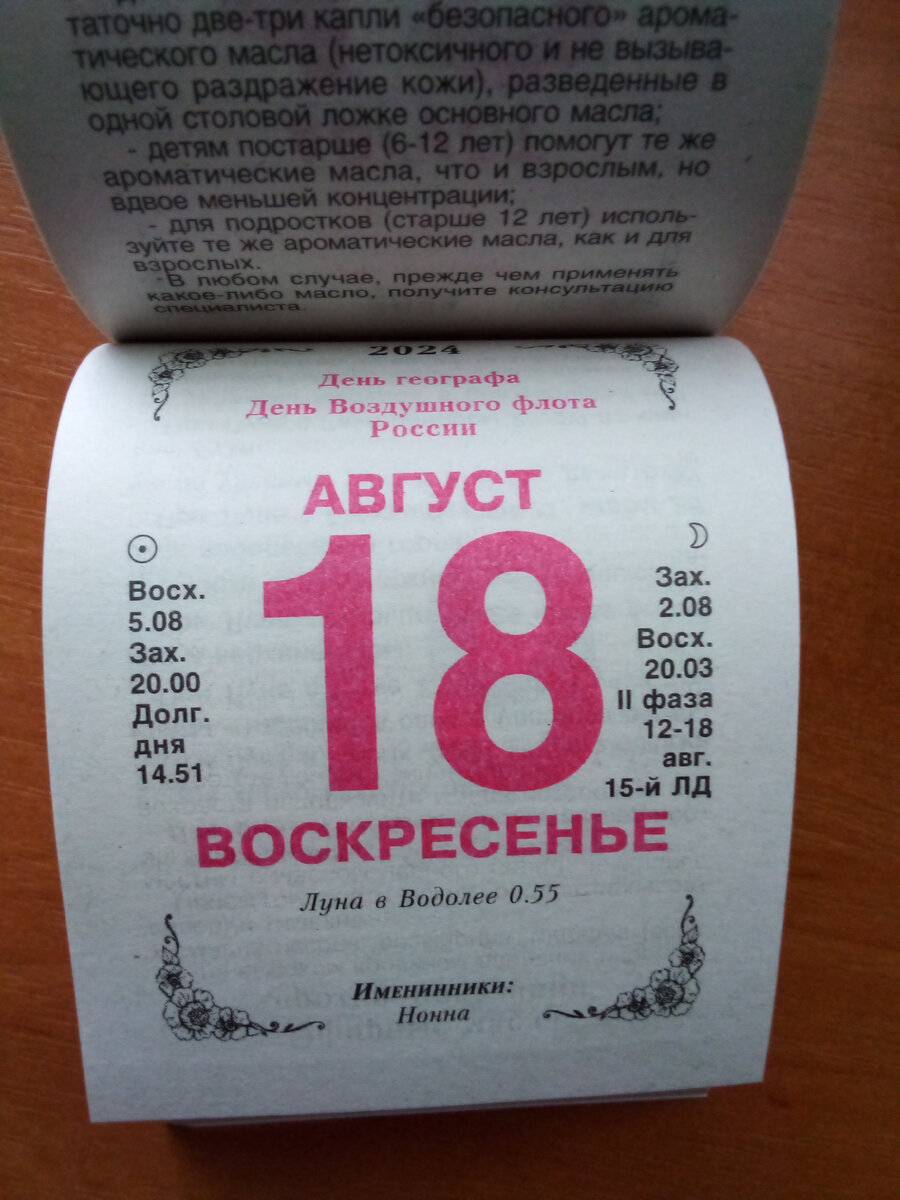 таточно две-три капли «безопасного» арома-
тического масла (нетоксичного и не вызыва-
ющего раздражение кожи), разведенные в
одной столовой ложке основного масла;
- детям постарше (6-12 лет) помогут те же
ароматические масла, что и взрослым, но
вдвое меньшей концентрации;
- для подростков (старше 12 лет) исполь-
зуйте те же ароматические масла, как и для
взрослых.
В любом случае, прежде чем применять
какое-либо масло, получите консультацию
специалиста.
2024
День географа
День Воздушного флота
России
АВГУСТ
18
Восх.
5.08
Зах.
20.00
Долг.
дня
14.51
Зах.
2.08
Восх.
20.03
II фаза
12-18
авг.
15-й ЛД
ВОСКРЕСЕНЬЕ
Луна в Водолее 0.55
Именинники:
Нонна